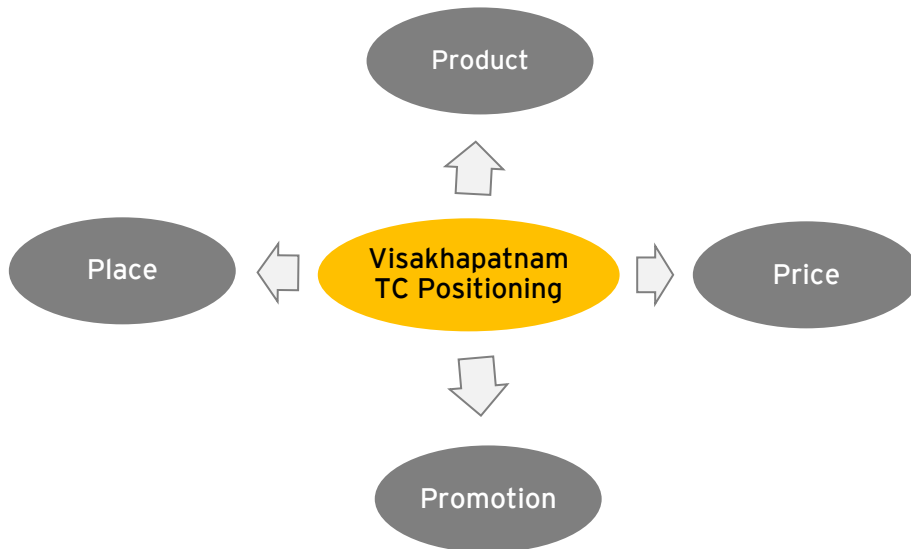 Product
Place
Visakhapatnam
TC Positioning
Price
Promotion